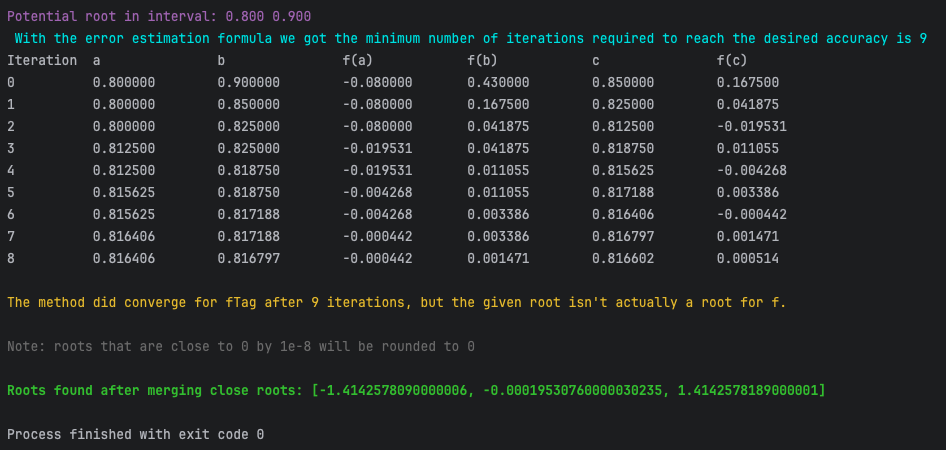 Potential root in interval: 0.800 0.900
With the error estimation formula we got the minimum number of iterations required to reach the desired accuracy is 9
Iteration a b f(a) f(b) c f(c)
0 0.800000 0.900000 -0.080000 0.430000 0.850000 0.167500
1 0.800000 0.850000 -0.080000 0.167500 0.825000 0.041875
2 0.800000 0.825000 -0.080000 0.041875 0.812500 -0.019531
3 0.812500 0.825000 -0.019531 0.041875 0.818750 0.011055
4 0.812500 0.818750 -0.019531 0.011055 0.815625 -0.004268
5 0.815625 0.818750 -0.004268 0.011055 0.817188 0.003386
6 0.815625 0.817188 -0.004268 0.003386 0.816406 -0.000442
7 0.816406 0.817188 -0.000442 0.003386 0.816797 0.001471
8 0.816406 0.816797 -0.000442 0.001471 0.816602 0.000514
The method did converge for fTag after 9 iterations, but the given root isn't actually a root for f.
Note: roots that are close to 0 by 1e-8 will be rounded to 0
Roots found after merging close roots: [-1.4142578090000006, -0.00019530760000030235, 1.4142578189000001]
Process finished with exit code 0